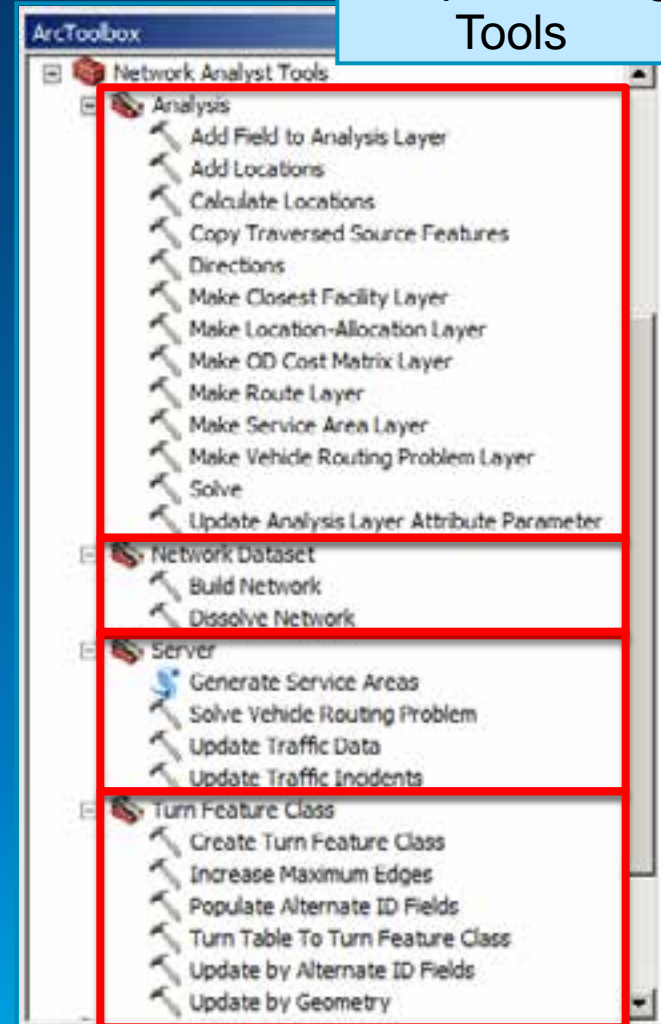 Tools
ArcToolbox
Network Analyst Tools
Analysis
Add Field to Analysis Layer
Add Locations
Calculate Locations
Copy Traversed Source Features
Directions
Make Closest Facility Layer
Make Location-Allocation Layer
Make OD Cost Matrix Layer
Make Route Layer
Make Service Area Layer
Make Vehicle Routing Problem Layer
Solve
Update Analysis Layer Attribute Parameter
Network Dataset
Build Network
Dissolve Network
Server
Generate Service Areas
Solve Vehicle Routing Problem
Update Traffic Data
Update Traffic Incidents
Turn Feature Class
Create Turn Feature Class
Increase Maximum Edges
Populate Alternate ID Fields
Turn Table To Turn Feature Class
Update by Alternate ID Fields
Update by Geometry